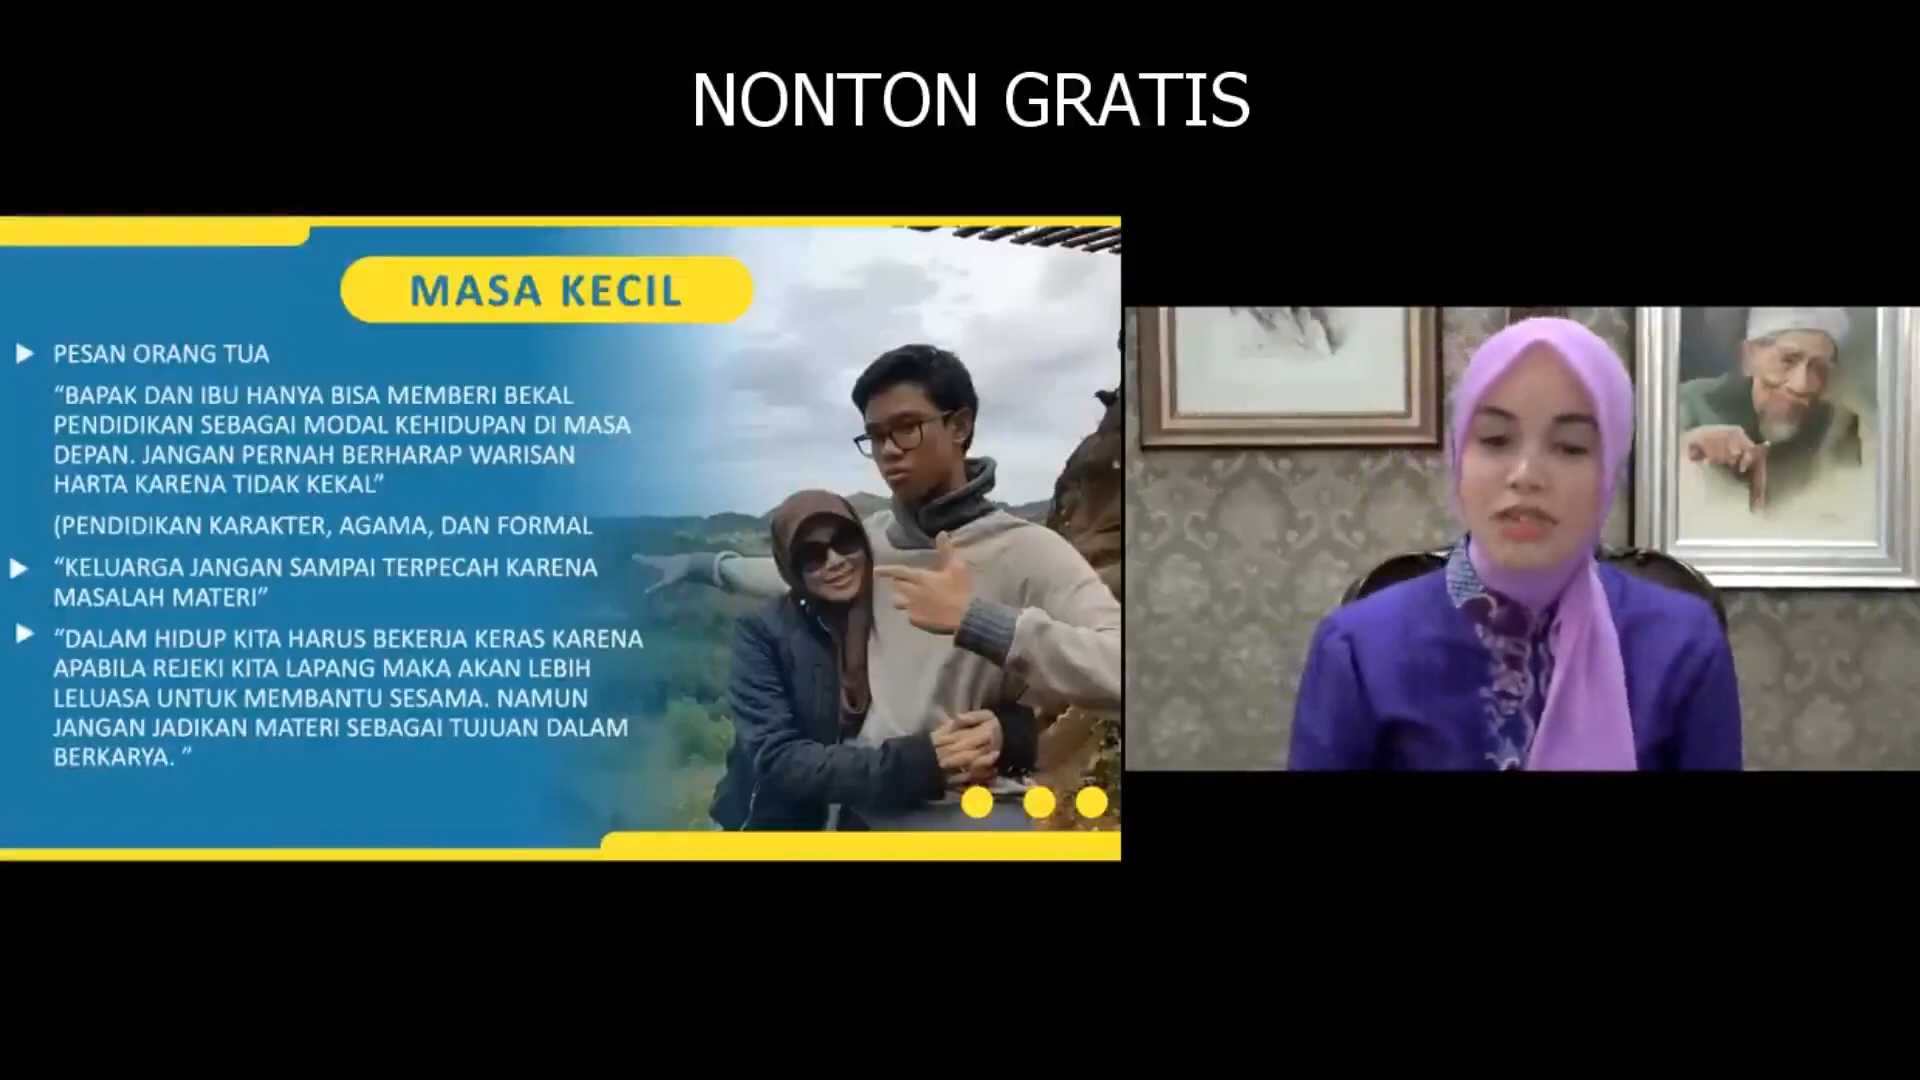 NONTON GRATIS
MASA KECIL
PESAN ORANG TUA
“BAPAK DAN IBU HANYA BISA MEMBERI BEKAL
PENDIDIKAN SEBAGAI MODAL KEHIDUPAN DI MASA
DEPAN. JANGAN PERNAH BERHARAP WARISAN
HARTA KARENA TIDAK KEKAL”
(PENDIDIKAN KARAKTER, AGAMA, DAN FORMAL
“KELUARGA JANGAN SAMPAI TERPECAH KARENA
MASALAH MATERI”
“DALAM HIDUP KITA HARUS BEKERJA KERAS KARENA
APABILA REJEKI KITA LAPANG MAKA AKAN LEBIH
LELUASA UNTUK MEMBANTU SESAMA. NAMUN
JANGAN JADIKAN MATERI SEBAGAI TUJUAN DALAM
BERKARYA. ”